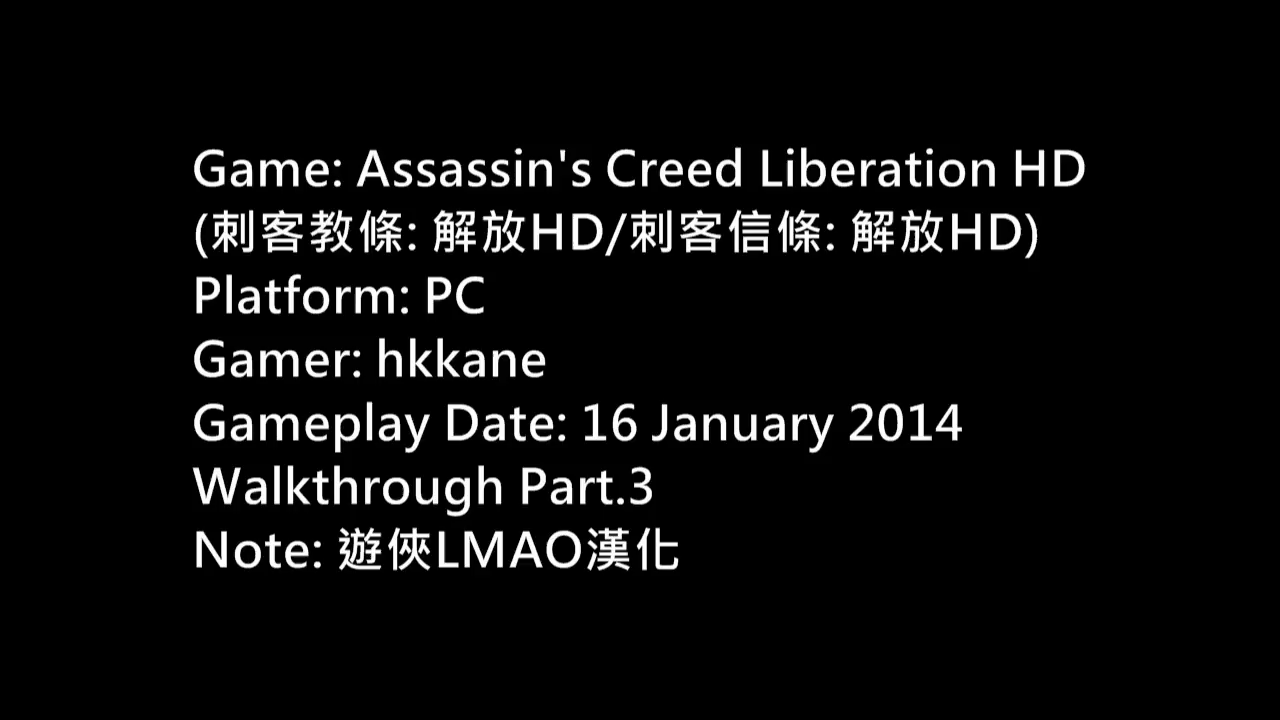 Game: Assassin's Creed Liberation HD
(刺客教條: 解放HD/刺客信條: 解放HD)
Platform: PC
Gamer: hkkane
Gameplay Date: 16 January 2014
Walkthrough Part.3
Note: 遊俠LMAO漢化